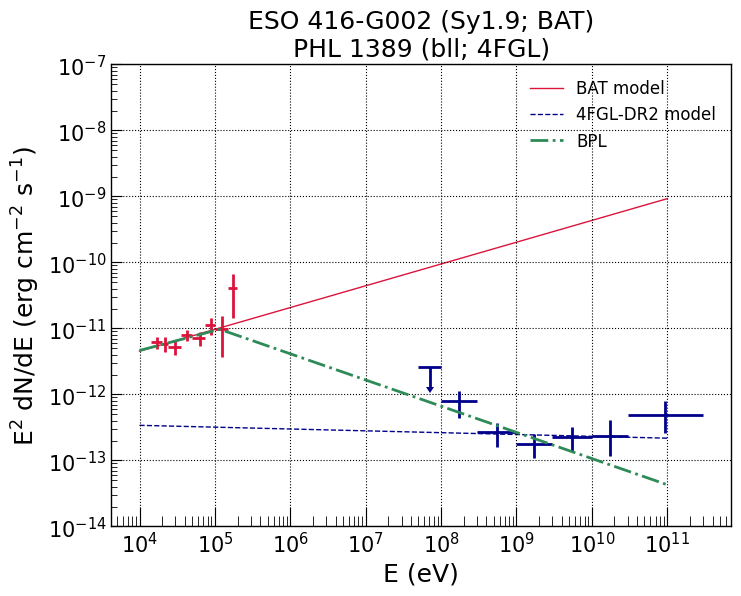 ESO 416-G002 (Sy1.9; BAT)
PHL 1389 (bll; 4FGL)
BAT model
4FGL-DR2 model
BPL
10⁻⁷
10⁻⁸
10⁻⁹
10⁻¹⁰
10⁻¹¹
10⁻¹²
10⁻¹³
10⁻¹⁴
E² dN/dE (erg cm⁻² s⁻¹)
10⁴ 10⁵ 10⁶ 10⁷ 10⁸ 10⁹ 10¹⁰ 10¹¹
E (eV)